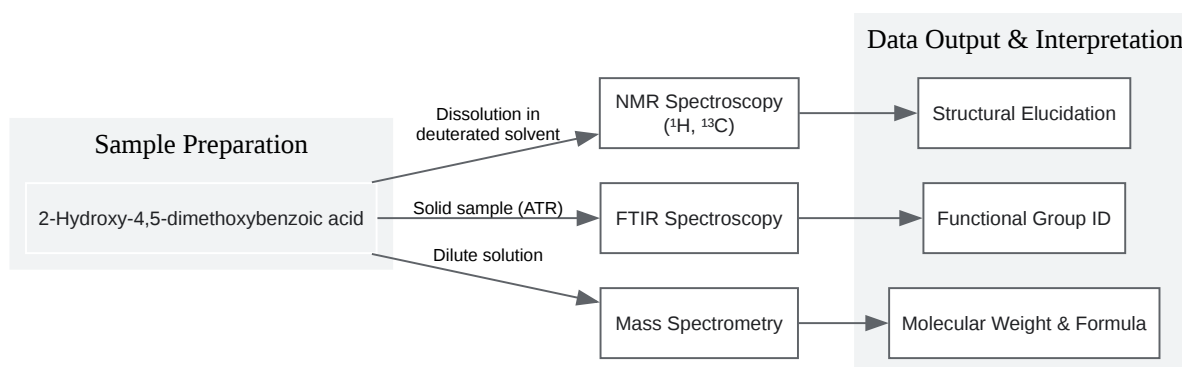 Data Output & Interpretation
Sample Preparation
2-Hydroxy-4,5-dimethoxybenzoic acid
Dissolution in
deuterated solvent
Solid sample (ATR)
Dilute solution
NMR Spectroscopy
(¹H, ¹³C)
FTIR Spectroscopy
Mass Spectrometry
Structural Elucidation
Functional Group ID
Molecular Weight & Formula